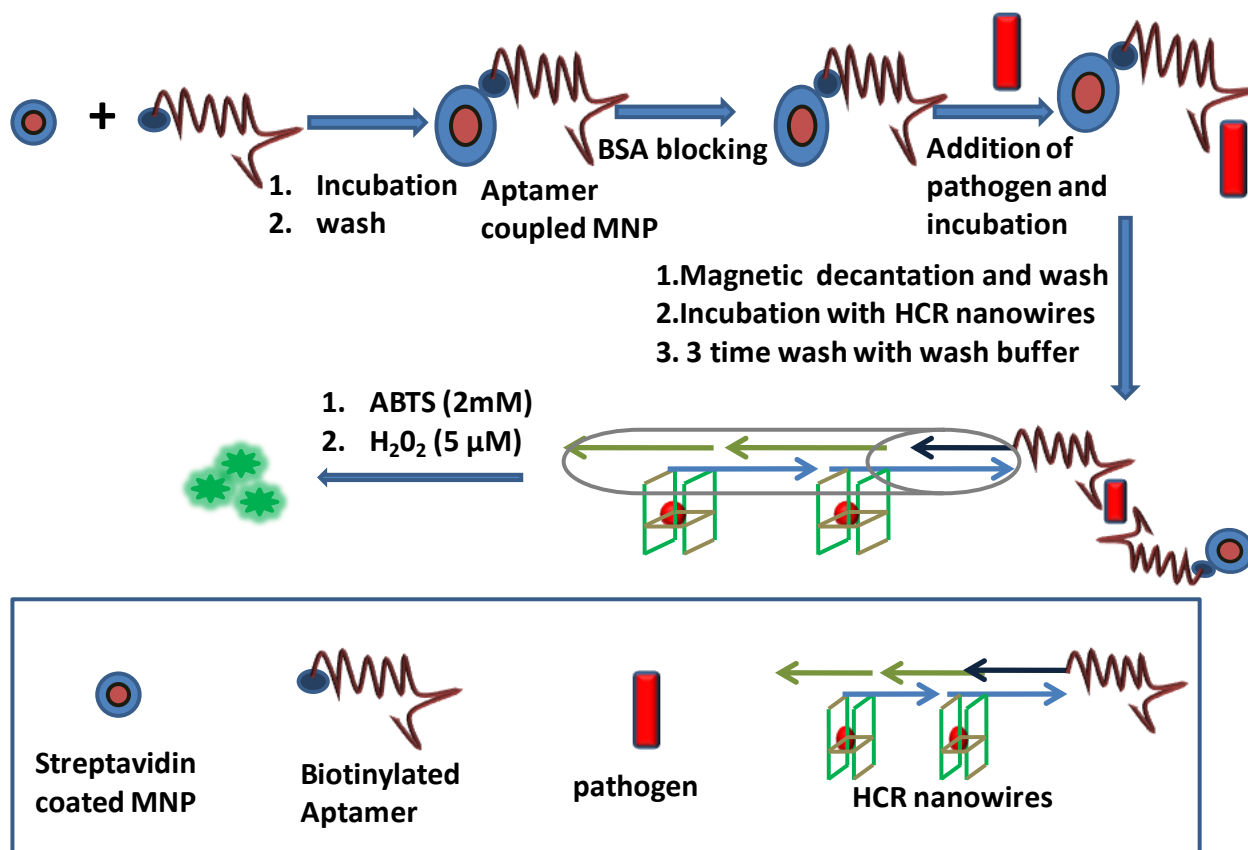 +
1. Incubation
2. wash
Aptamer
coupled MNP
BSA blocking
Addition of
pathogen and
incubation
1.Magnetic decantation and wash
2.Incubation with HCR nanowires
3. 3 time wash with wash buffer
1. ABTS (2mM)
2. H₂0₂ (5 µM)
Streptavidin
coated MNP
Biotinylated
Aptamer
pathogen
HCR nanowires